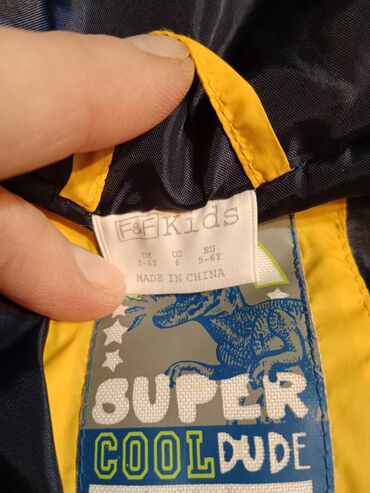 F&F Kids
UK US EU
5-6Y 6 5-6Y
MADE IN CHINA
SUPER
COOL DUDE